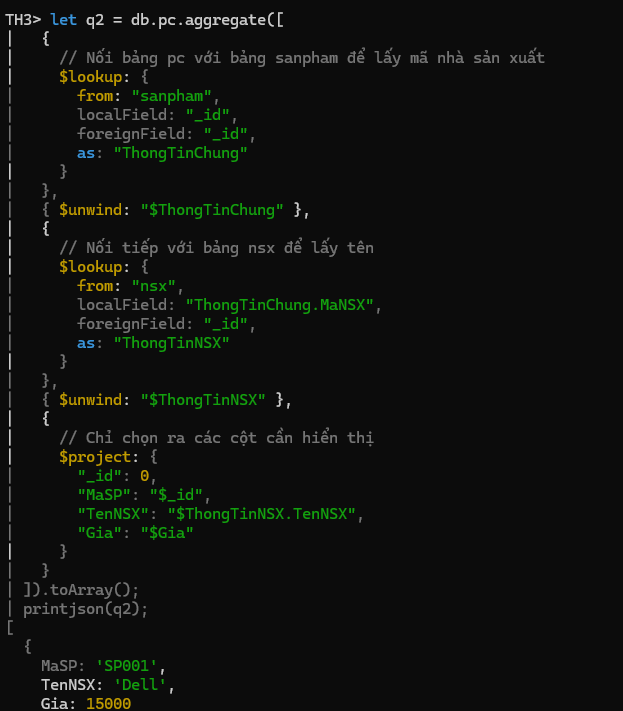 TH3> let q2 = db.pc.aggregate([
|   {
|     // Nối bảng pc với bảng sanpham để lấy mã nhà sản xuất
|     $lookup: {
|       from: "sanpham",
|       localField: "_id",
|       foreignField: "_id",
|       as: "ThongTinChung"
|     }
|   },
|   { $unwind: "$ThongTinChung" },
|   {
|     // Nối tiếp với bảng nsx để lấy tên
|     $lookup: {
|       from: "nsx",
|       localField: "ThongTinChung.MaNSX",
|       foreignField: "_id",
|       as: "ThongTinNSX"
|     }
|   },
|   { $unwind: "$ThongTinNSX" },
|   {
|     // Chỉ chọn ra các cột cần hiển thị
|     $project: {
|       "_id": 0,
|       "MaSP": "$_id",
|       "TenNSX": "$ThongTinNSX.TenNSX",
|       "Gia": "$Gia"
|     }
|   }
| ]).toArray();
| printjson(q2);
[
  {
    MaSP: 'SP001',
    TenNSX: 'Dell',
    Gia: 15000